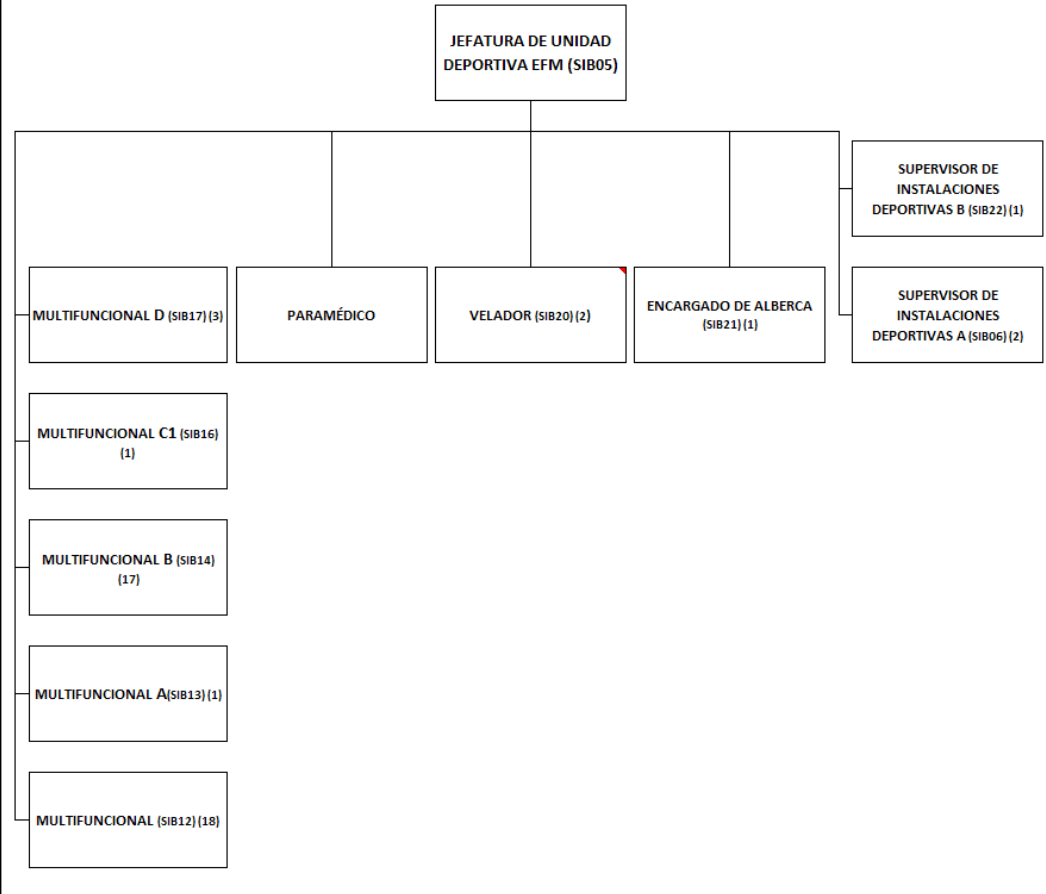 JEFATURA DE UNIDAD
DEPORTIVA EFM (SIB05)
SUPERVISOR DE
INSTALACIONES
DEPORTIVAS B (SIB22) (1)
MULTIFUNCIONAL D (SIB17) (3)
PARAMÉDICO
VELADOR (SIB20) (2)
ENCARGADO DE ALBERCA
(SIB21) (1)
SUPERVISOR DE
INSTALACIONES
DEPORTIVAS A (SIB06) (2)
MULTIFUNCIONAL C1 (SIB16)
(1)
MULTIFUNCIONAL B (SIB14)
(17)
MULTIFUNCIONAL A(SIB13) (1)
MULTIFUNCIONAL (SIB12) (18)